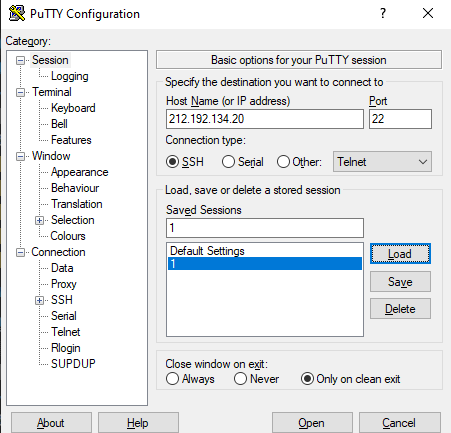 PuTTY Configuration
?
Category:
Session
Logging
Terminal
Keyboard
Bell
Features
Window
Appearance
Behaviour
Translation
Selection
Colours
Connection
Data
Proxy
SSH
Serial
Telnet
Rlogin
SUPDUP
Basic options for your PuTTY session
Specify the destination you want to connect to
Host Name (or IP address) Port
212.192.134.20 22
Connection type:
SSH Serial Other: Telnet
Load, save or delete a stored session
Saved Sessions
1
Default Settings
1
Load
Save
Delete
Close window on exit:
Always Never Only on clean exit
About Help Open Cancel